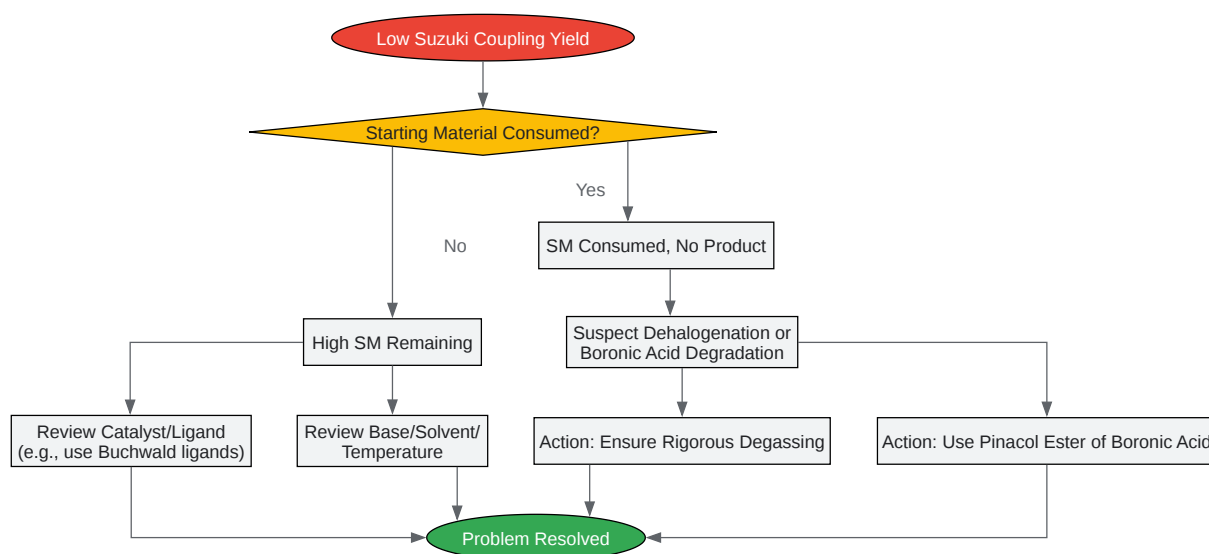 Low Suzuki Coupling Yield
Starting Material Consumed?
Yes
No
SM Consumed, No Product
High SM Remaining
Suspect Dehalogenation or
Boronic Acid Degradation
Review Catalyst/Ligand
(e.g., use Buchwald ligands)
Review Base/Solvent/
Temperature
Action: Ensure Rigorous Degassing
Action: Use Pinacol Ester of Boronic Acid
Problem Resolved